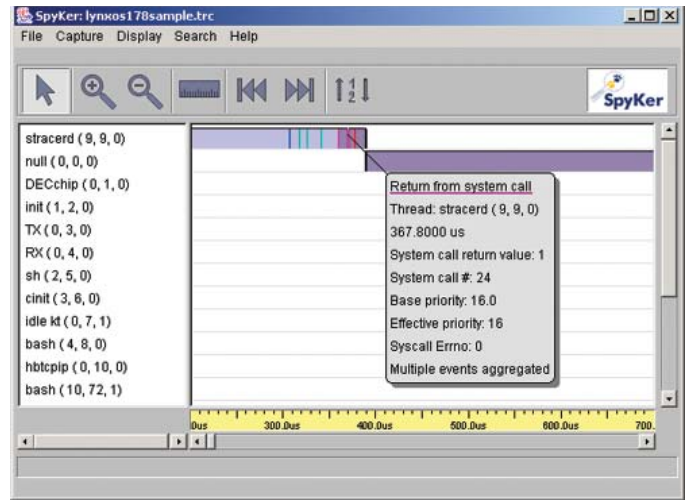 SpyKer: lynxos178sample.trc
File Capture Display Search Help
SpyKer
stracerd ( 9, 9, 0)
null ( 0, 0, 0)
DECchip ( 0, 1, 0)
init ( 1, 2, 0)
TX ( 0, 3, 0)
RX ( 0, 4, 0)
sh ( 2, 5, 0)
cinit ( 3, 6, 0)
idle kt ( 0, 7, 1)
bash ( 4, 8, 0)
hbtcpip ( 0, 10, 0)
bash ( 10, 72, 1)
Return from system call
Thread: stracerd ( 9, 9, 0)
367.8000 us
System call return value: 1
System call #: 24
Base priority: 16.0
Effective priority: 16
Syscall Errno: 0
Multiple events aggregated
0us 300.0us 400.0us 500.0us 600.0us 700.